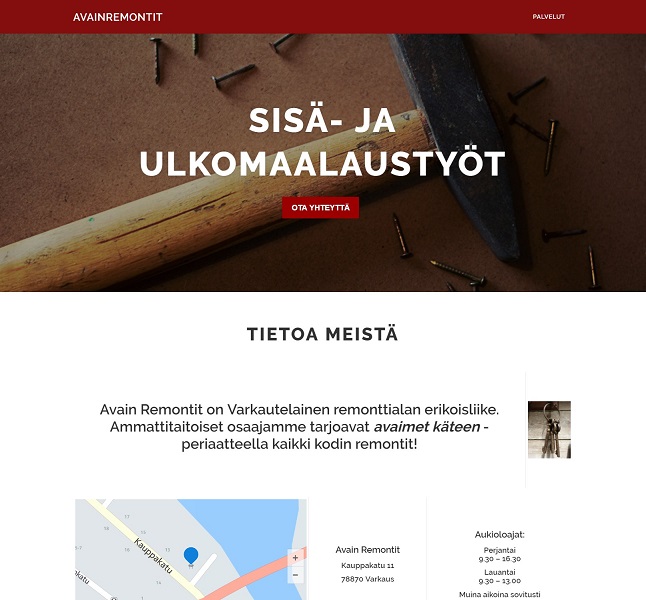 AVAINREMONTIT
PALVELUT
SISÄ- JA
ULKOMAALAUSTYÖT
OTA YHTEYTTÄ
TIETOA MEISTÄ
Avain Remontit on Varkautelainen remonttialan erikoisliike.
Ammattitaitoiset osaajamme tarjoavat avaimet käteen -
periaatteella kaikki kodin remontit!
Kauppakatu
Avain Remontit
Kauppakatu 11
78870 Varkaus
Aukioloajat:
Perjantai
9.30 – 16.30
Lauantai
9.30 – 13.00
Muina aikoina sovitusti
+
−